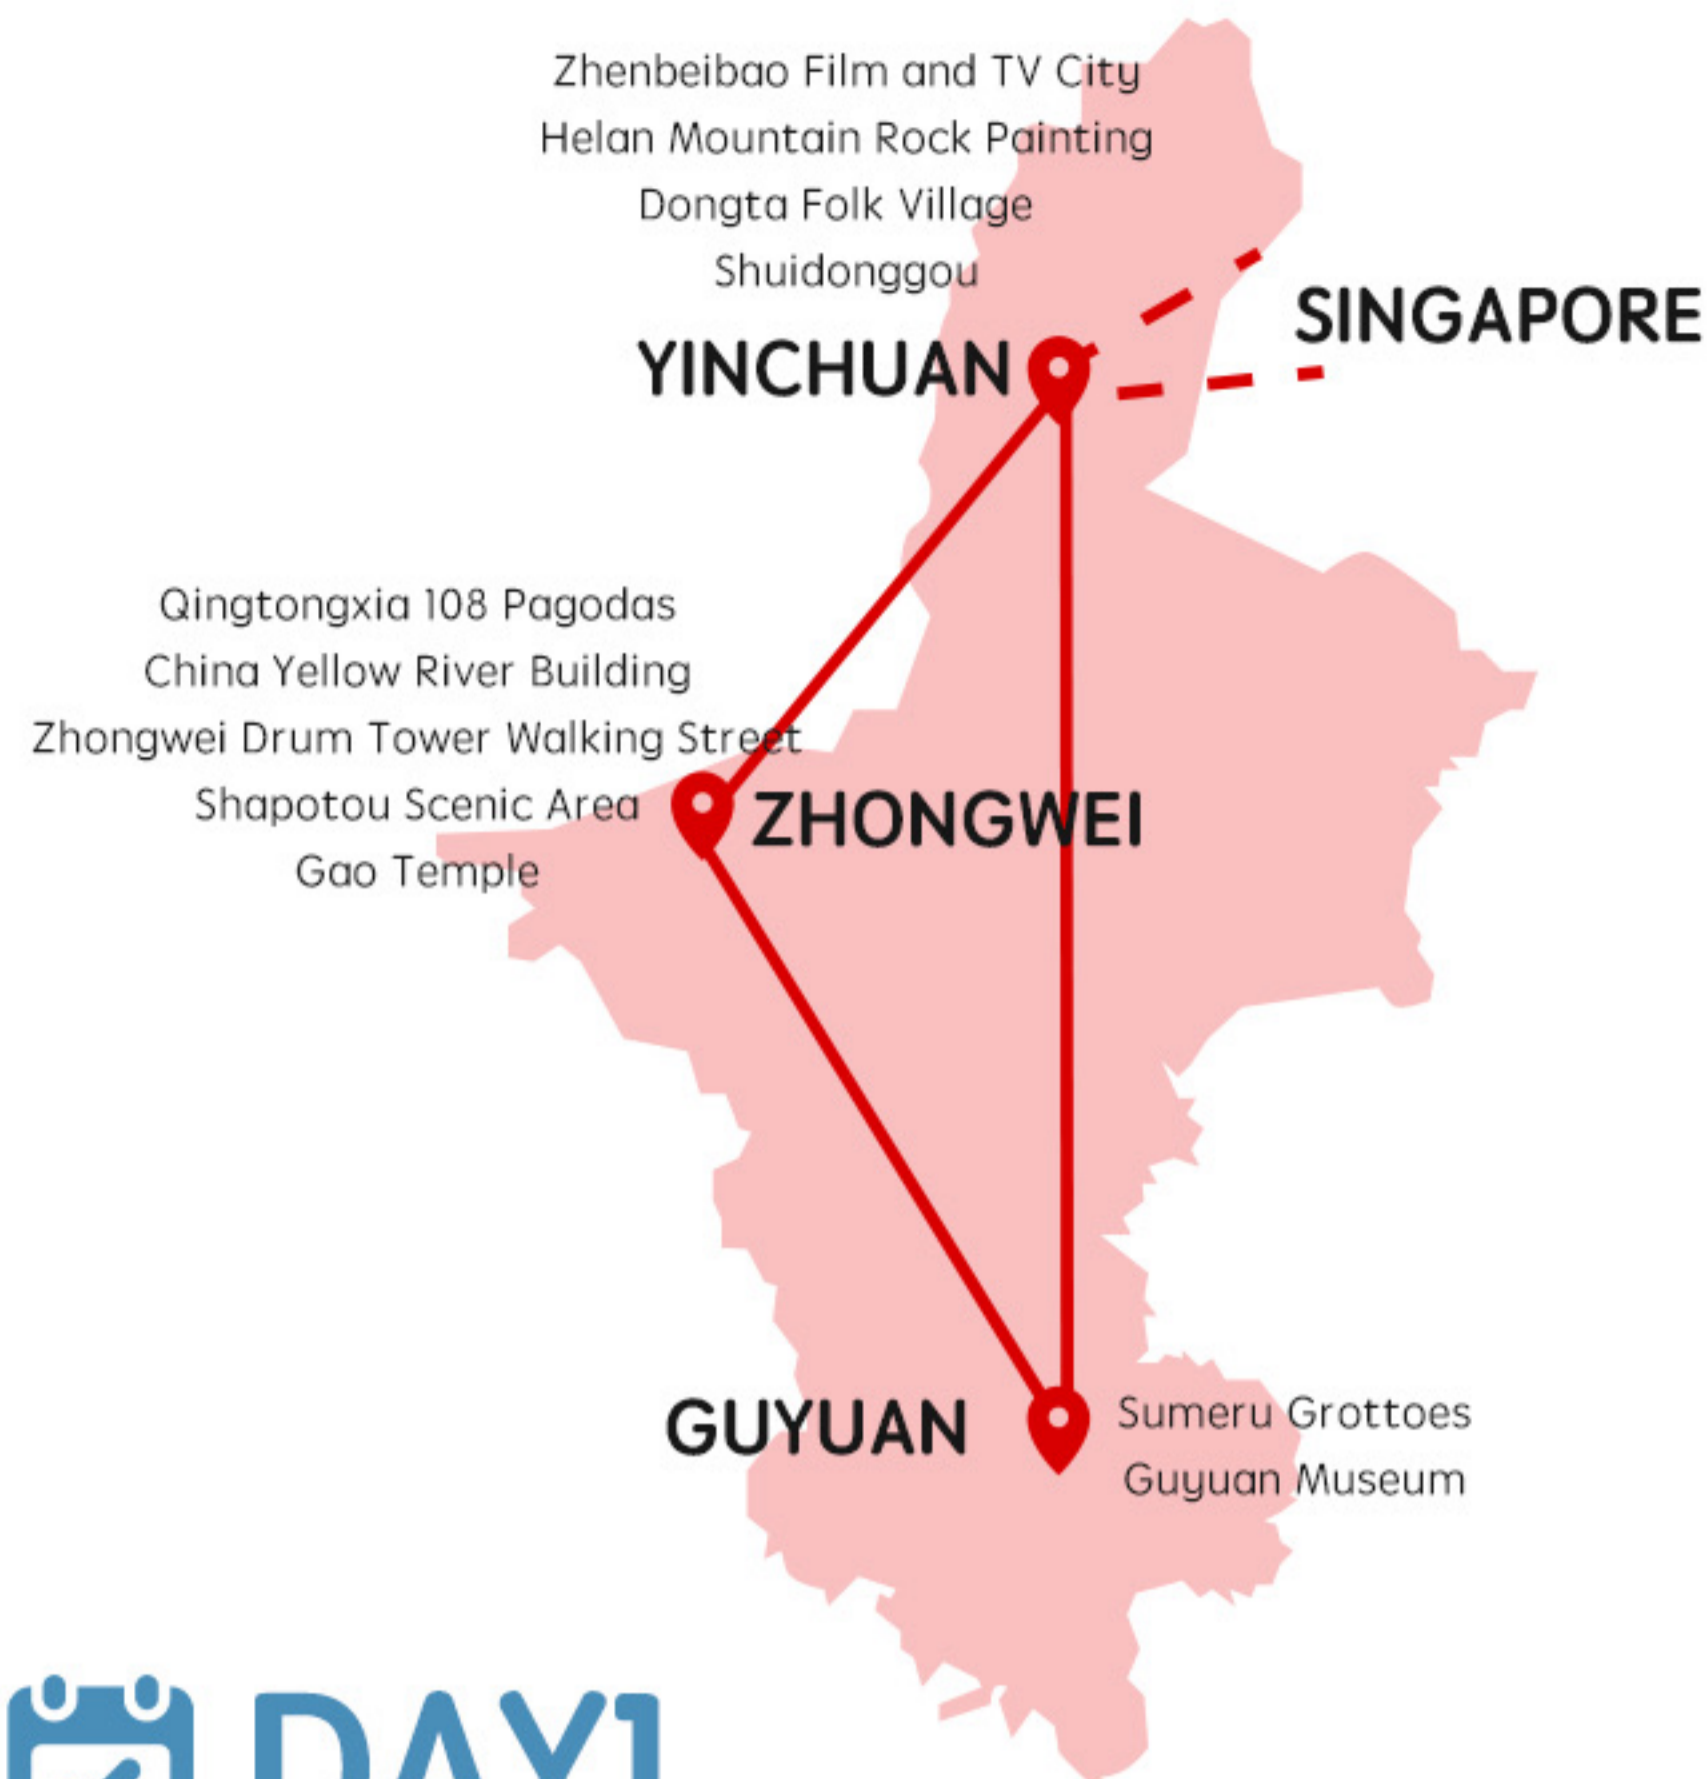 Zhenbeibao Film and TV City
Helan Mountain Rock Painting
Dongta Folk Village
Shuidonggou
SINGAPORE
YINCHUAN
Qingtongxia 108 Pagodas
China Yellow River Building
Zhongwei Drum Tower Walking Street
Shapotou Scenic Area
Gao Temple
ZHONGWEI
GUYUAN
Sumeru Grottoes
Guyuan Museum
DAY1